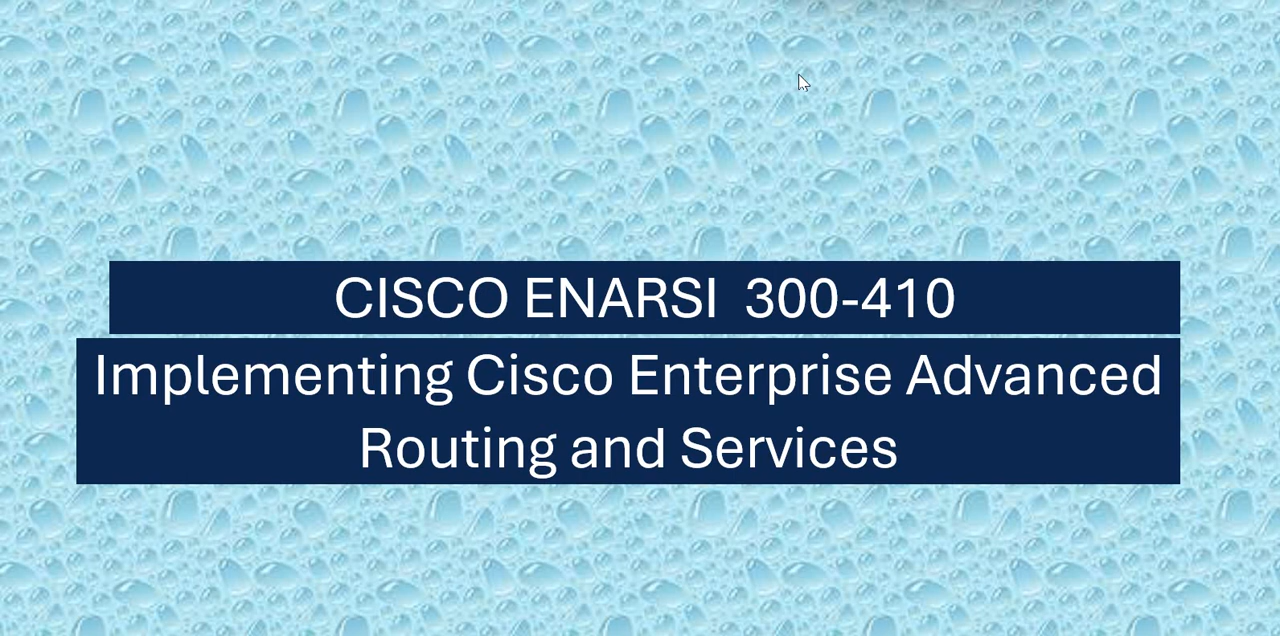 CISCO ENARSI  300-410
Implementing Cisco Enterprise Advanced
Routing and Services